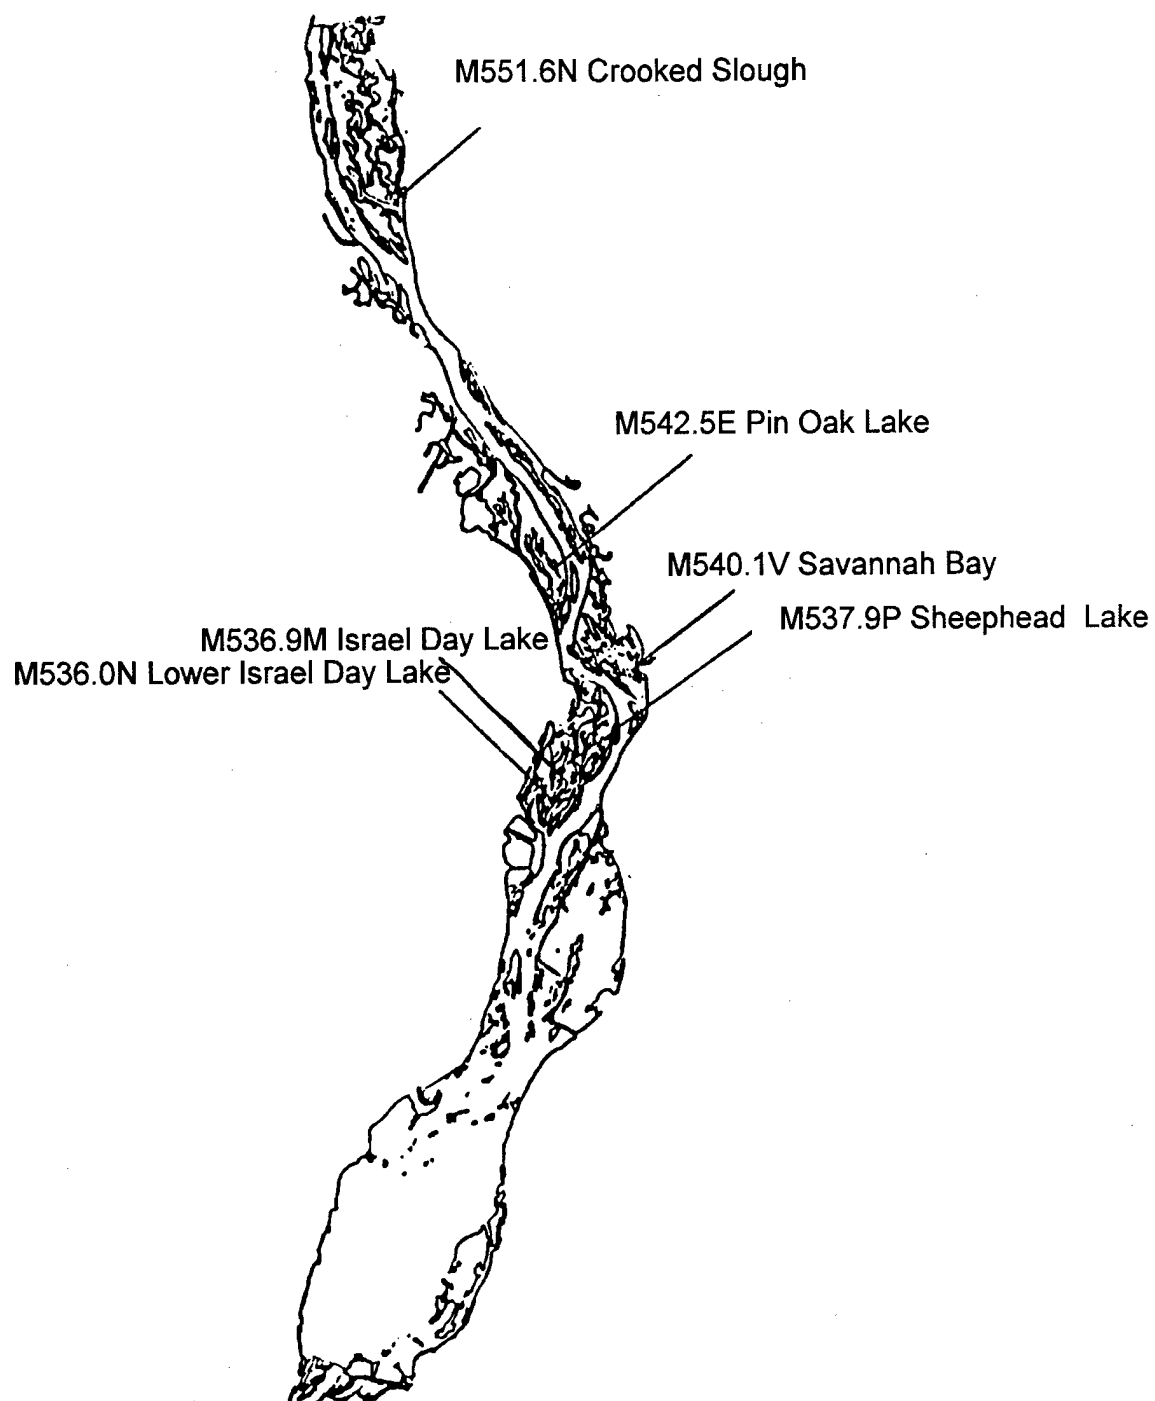 M551.6N Crooked Slough
M542.5E Pin Oak Lake
M540.1V Savannah Bay
M537.9P Sheephead Lake
M536.9M Israel Day Lake
M536.0N Lower Israel Day Lake